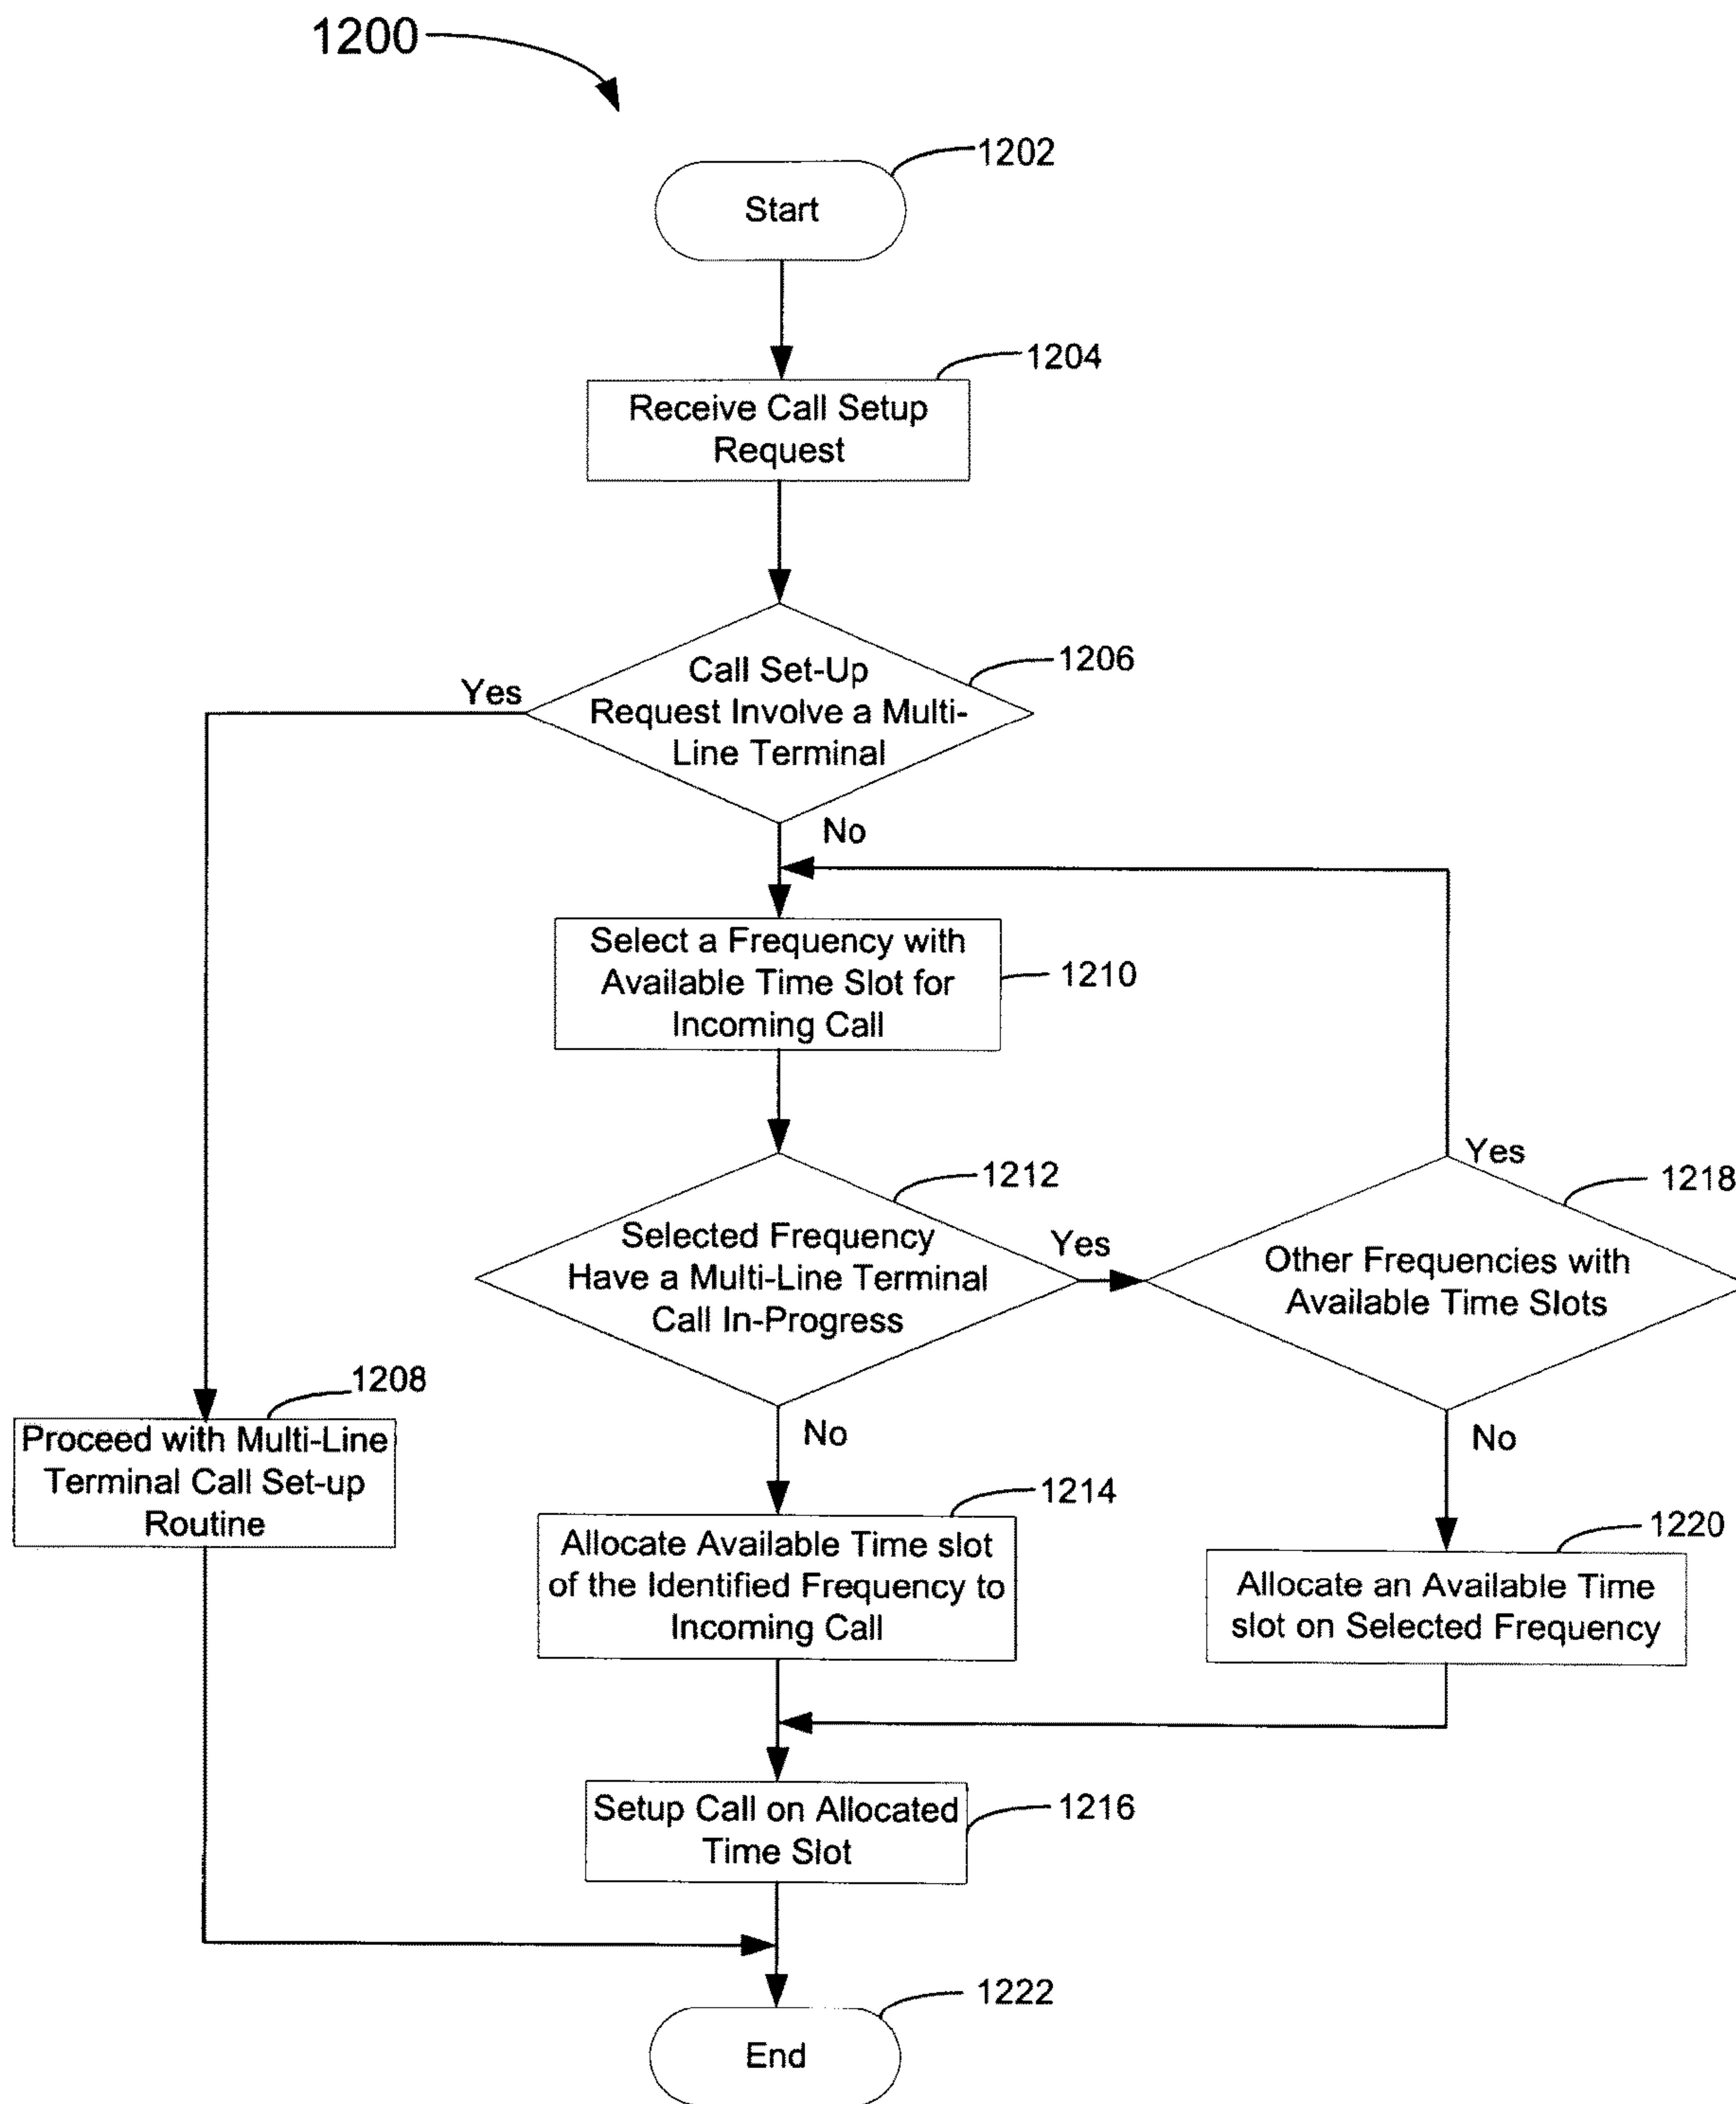 1200
1202
Start
1204
Receive Call Setup
Request
1206
Call Set-Up
Request Involve a Multi-
Line Terminal
Yes
No
Select a Frequency with
Available Time Slot for
Incoming Call
1210
1212
Selected Frequency
Have a Multi-Line Terminal
Call In-Progress
Yes
Yes
1218
Other Frequencies with
Available Time Slots
No
No
1208
Proceed with Multi-Line
Terminal Call Set-up
Routine
1214
Allocate Available Time slot
of the Identified Frequency to
Incoming Call
1220
Allocate an Available Time
slot on Selected Frequency
Setup Call on Allocated
Time Slot
1216
1222
End